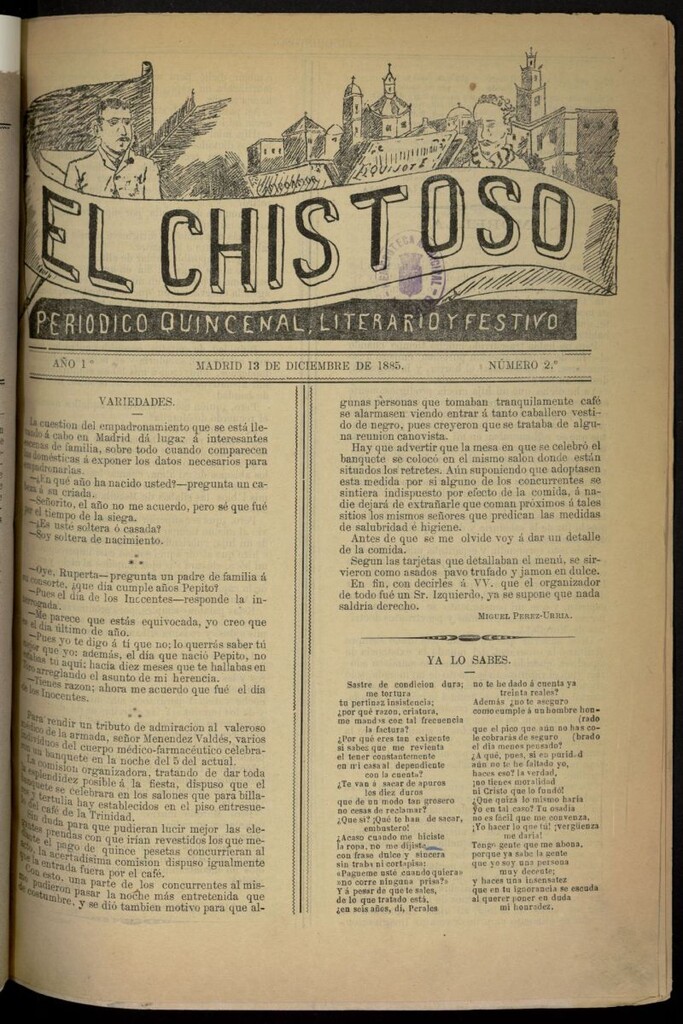 QUIJOTE
EL CHISTOSO
PERIODICO QUINCENAL, LITERARIO Y FESTIVO
AÑO 1º
MADRID 13 DE DICIEMBRE DE 1885.
NÚMERO 2.º
VARIEDADES.
La cuestion del empadronamiento que se está lle-
vando á cabo en Madrid dá lugar á interesantes
escenas de familia, sobre todo cuando comparecen
los domésticas á exponer los datos necesarios para
empadronarlas.
—¿En qué año ha nacido usted?—pregunta un ca-
beza á su criada.
—Señorito, el año no me acuerdo, pero sé que fué
por el tiempo de la siega.
—¿Es usté soltera ó casada?
—Soy soltera de nacimiento.
—Oye, Ruperta—pregunta un padre de familia á
su consorte, ¿que dia cumple años Pepito?
—Pues el dia de los Inccentes—responde la in-
terrogada.
—Me parece que estás equivocada, yo creo que
es el dia último de año.
—Pues yo te digo á tí que no; lo querrás saber tú
mejor que yo: además, el dia que nació Pepito, no
estabas tu aquí; hacía diez meses que te hallabas en
arreglando el asunto de mi herencia.
—Tienes razon; ahora me acuerdo que fué el dia
de los Inocentes.
Para rendir un tributo de admiracion al valeroso
médico de la armada, señor Menendez Valdés, varios
individuos del cuerpo médico-farmacéutico celebra-
ron un banquete en la noche del 5 del actual.
La comision organizadora, tratando de dar toda
la esplendidez posible á la fiesta, dispuso que el
banquete se celebrara en los salones que para billa-
res y tertulia hay establecidos en el piso entresue-
lo del café de la Trinidad.
Sin duda para que pudieran lucir mejor las ele-
gantes prendas con que irían revestidos los que me-
diante el pago de quince pesetas concurrieran al
acto, la acertadísima comision dispuso igualmente
que la entrada fuera por el café.
Con esto, una parte de los concurrentes al mis-
mo pudieron pasar la noche más entretenida que
de costumbre, y se dió tambien motivo para que al-
gunas personas que tomaban tranquilamente café
se alarmasen viendo entrar á tanto caballero vesti-
do de negro, pues creyeron que se trataba de algu-
na reunion canovista.
Hay que advertir que la mesa en que se celebró el
banquete se colocó en el mismo salon donde están
situados los retretes. Aún suponiendo que adoptasen
esta medida por si alguno de los concurrentes se
sintiera indispuesto por efecto de la comida, á na-
die dejará de extrañarle que coman próximos á tales
sitios los mismos señores que predican las medidas
de salubridad é higiene.
Antes de que se me olvide voy á dar un detalle
de la comida.
Segun las tarjetas que detallaban el menú, se sir-
vieron como asados pavo trufado y jamon en dulce.
En fin, con decirles á VV. que el organizador
de todo fué un Sr. Izquierdo, ya se supone que nada
saldría derecho.
MIGUEL PEREZ-URRIA.
YA LO SABES.
Sastre de condicion dura;
me tortura
tu pertinaz insistencia;
¿por qué razon, criatura,
me mandas con tal frecuencia
la factura?
¿Por qué eres tan exigente
si sabes que me revienta
el tener constantemente
en mi casa al dependiente
con la cuenta?
¿Te van á sacar de apuros
los diez duros
que de un modo tan grosero
no cesas de reclamar?
¿Que sí? ¡Qué te han de sacar,
embustero!
¿Acaso cuando me hiciste
la ropa, no me dijiste
con frase dulce y sincera
sin traba ni cortapisa:
«Pagueme usté cuando quiera»
«no corre ninguna prisa?»
Y á pesar de que te sales,
de lo que tratado está,
¿en seis años, di, Perales
no te he dado á cuenta ya
treinta reales?
Además ¿no te aseguro
como cumple á un hombre hon-
(rado
que el pico que aún no has co-
le cobrarás de seguro (brado
el dia menos pensado?
¿A qué, pues, si en puridad
aún no te he faltado yo,
haces eso? la verdad,
¡no tienes moralidad
ni Cristo que lo fundó!
¿Que quizá lo mismo haria
yo en tal caso? Tu osadía
no es fácil que me convenza,
¡Yo hacer lo que tú! ¡vergüenza
me daria!
Tengo gente que me abona,
porque ya sabe la gente
que yo soy una persona
muy decente;
y haces una insensatez
que en tu ignorancia se escuda
al querer poner en duda
mi honradez.